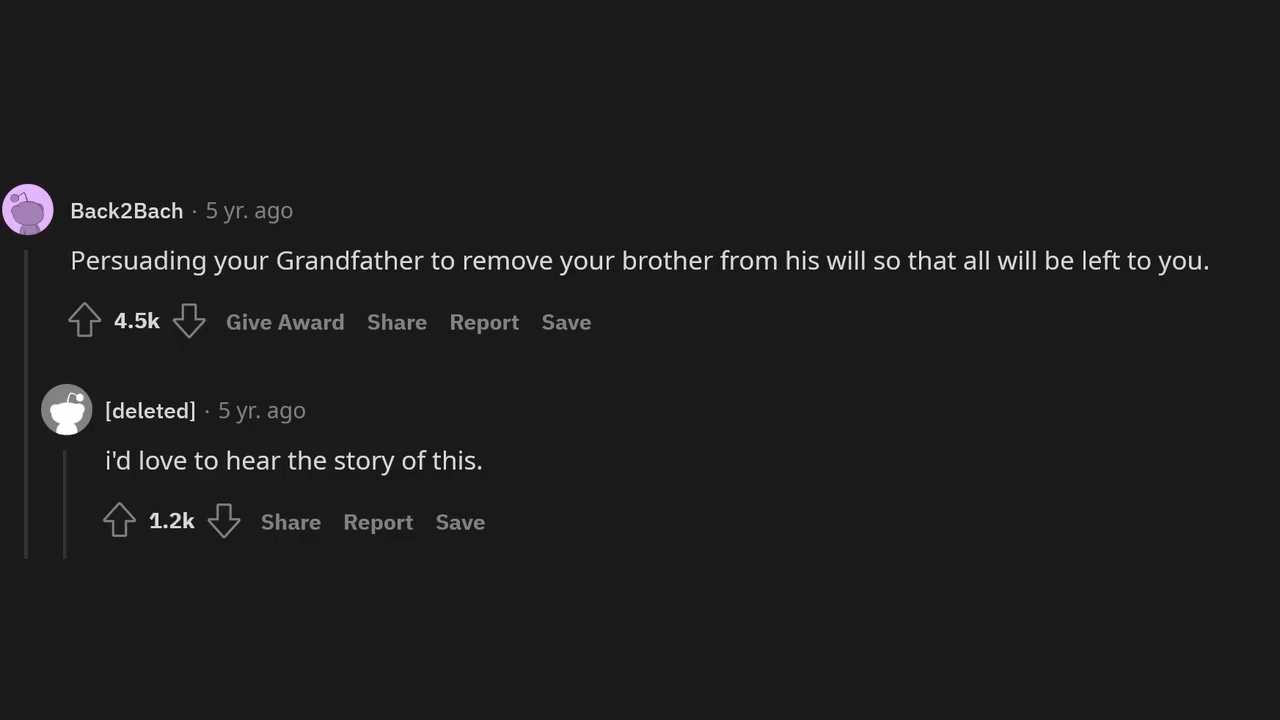 Back2Bach · 5 yr. ago
Persuading your Grandfather to remove your brother from his will so that all will be left to you.
4.5k Give Award Share Report Save
[deleted] · 5 yr. ago
i'd love to hear the story of this.
1.2k Share Report Save